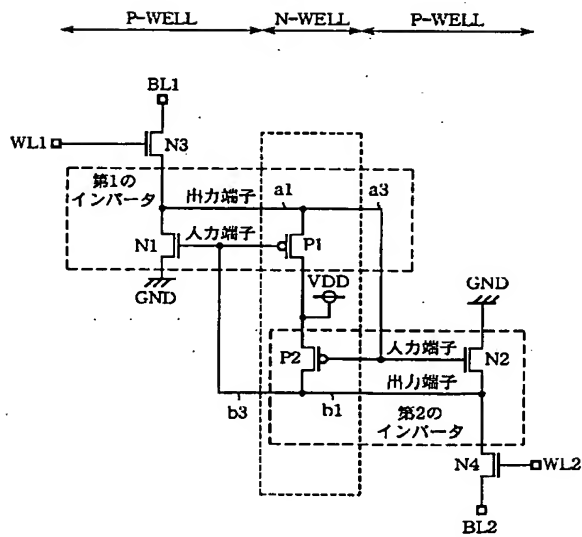 P-WELL
N-WELL
P-WELL
BL1
WL1
N3
第1の
インバータ
出力端子
a1
a3
N1
人力端子
P1
GND
VDD
GND
P2
人力端子
N2
出力端子
b3
b1
第2の
インバータ
N4
WL2
BL2